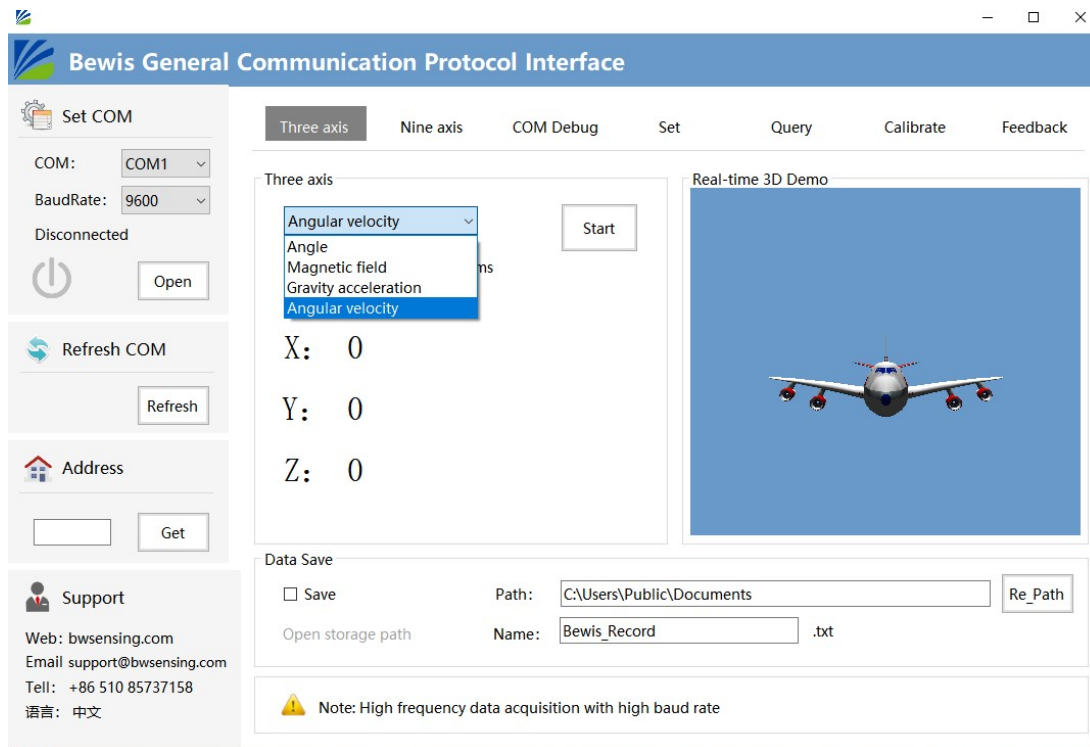 Bewis General Communication Protocol Interface
Set COM
COM: COM1
BaudRate: 9600
Disconnected
Open
Refresh COM
Refresh
Address
Get
Support
Web: bwsensing.com
Email support@bwsensing.com
Tell: +86 510 85737158
语言: 中文
Three axis Nine axis COM Debug Set Query Calibrate Feedback
Three axis
Angular velocity
Start
Angle
Magnetic field
ms
Gravity acceleration
Angular velocity
X: 0
Y: 0
Z: 0
Real-time 3D Demo
Data Save
Save Path: C:\Users\Public\Documents Re_Path
Open storage path Name: Bewis_Record .txt
Note: High frequency data acquisition with high baud rate